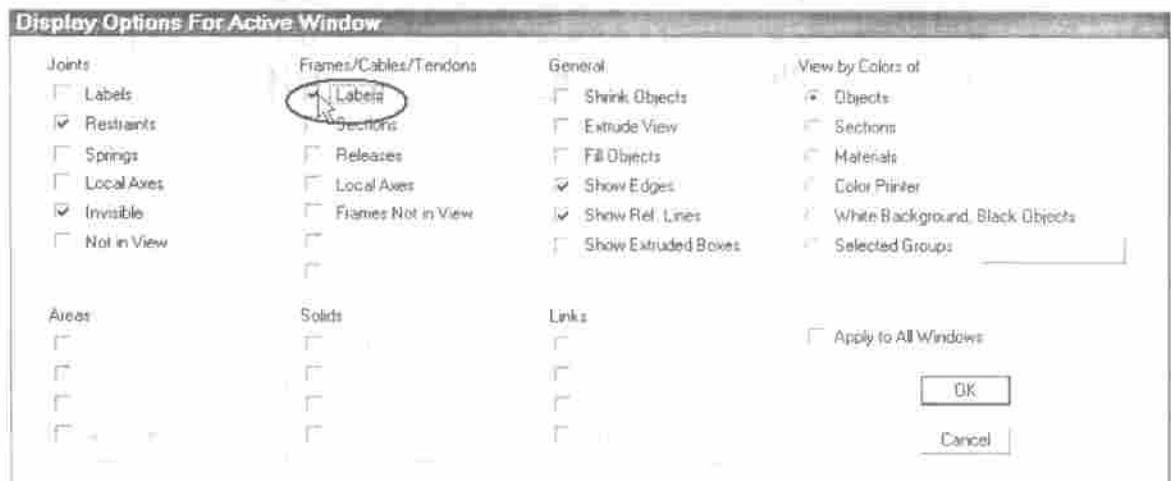 Display Options For Active Window
Joints
Labels
Restraints
Springs
Local Axes
Invisible
Not in View
Frames/Cables/Tendons
Labels
Sections
Releases
Local Axes
Frames Not in View
General
Shrink Objects
Extrude View
Fill Objects
Show Edges
Show Ref. Lines
Show Extruded Boxes
View by Colors of
Objects
Sections
Materials
Color Printer
White Background, Black Objects
Selected Groups
Areas
Solids
Links
Apply to All Windows
OK
Cancel